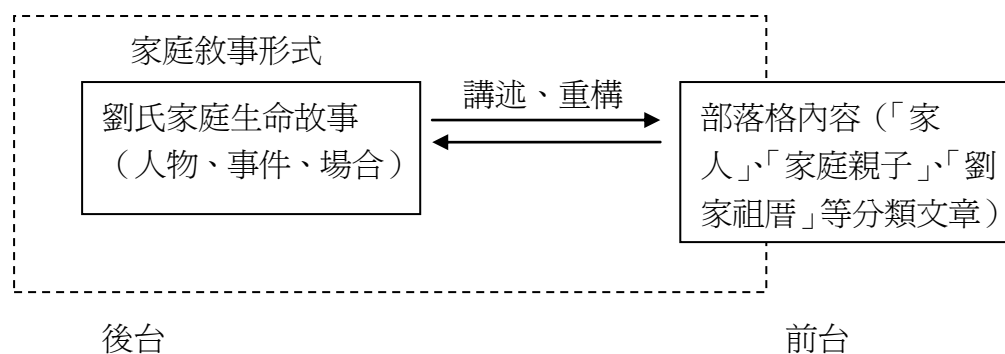 家庭敘事形式
劉氏家庭生命故事
（人物、事件、場合）
講述、重構
部落格內容（「家
人」、「家庭親子」、「劉
家祖厝」等分類文章）
後台
前台